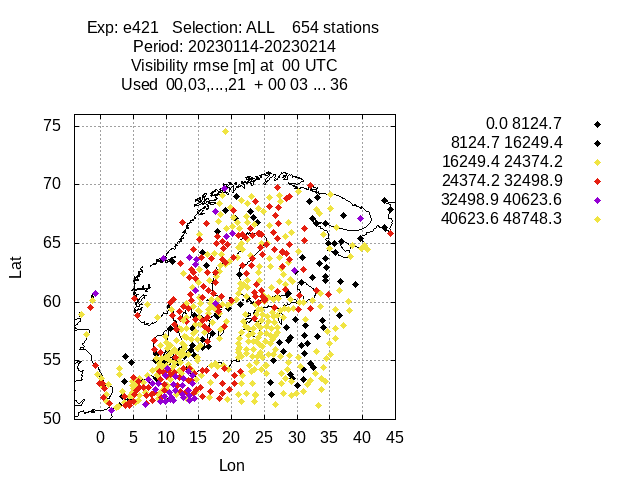 Exp: e421   Selection: ALL    654 stations
Period: 20230114-20230214
Visibility rmse [m] at  00 UTC
Used  00,03,...,21  + 00 03 ... 36
75
70
65
60
55
50
Lat
0 5 10 15 20 25 30 35 40 45
Lon
0.0 8124.7
8124.7 16249.4
16249.4 24374.2
24374.2 32498.9
32498.9 40623.6
40623.6 48748.3